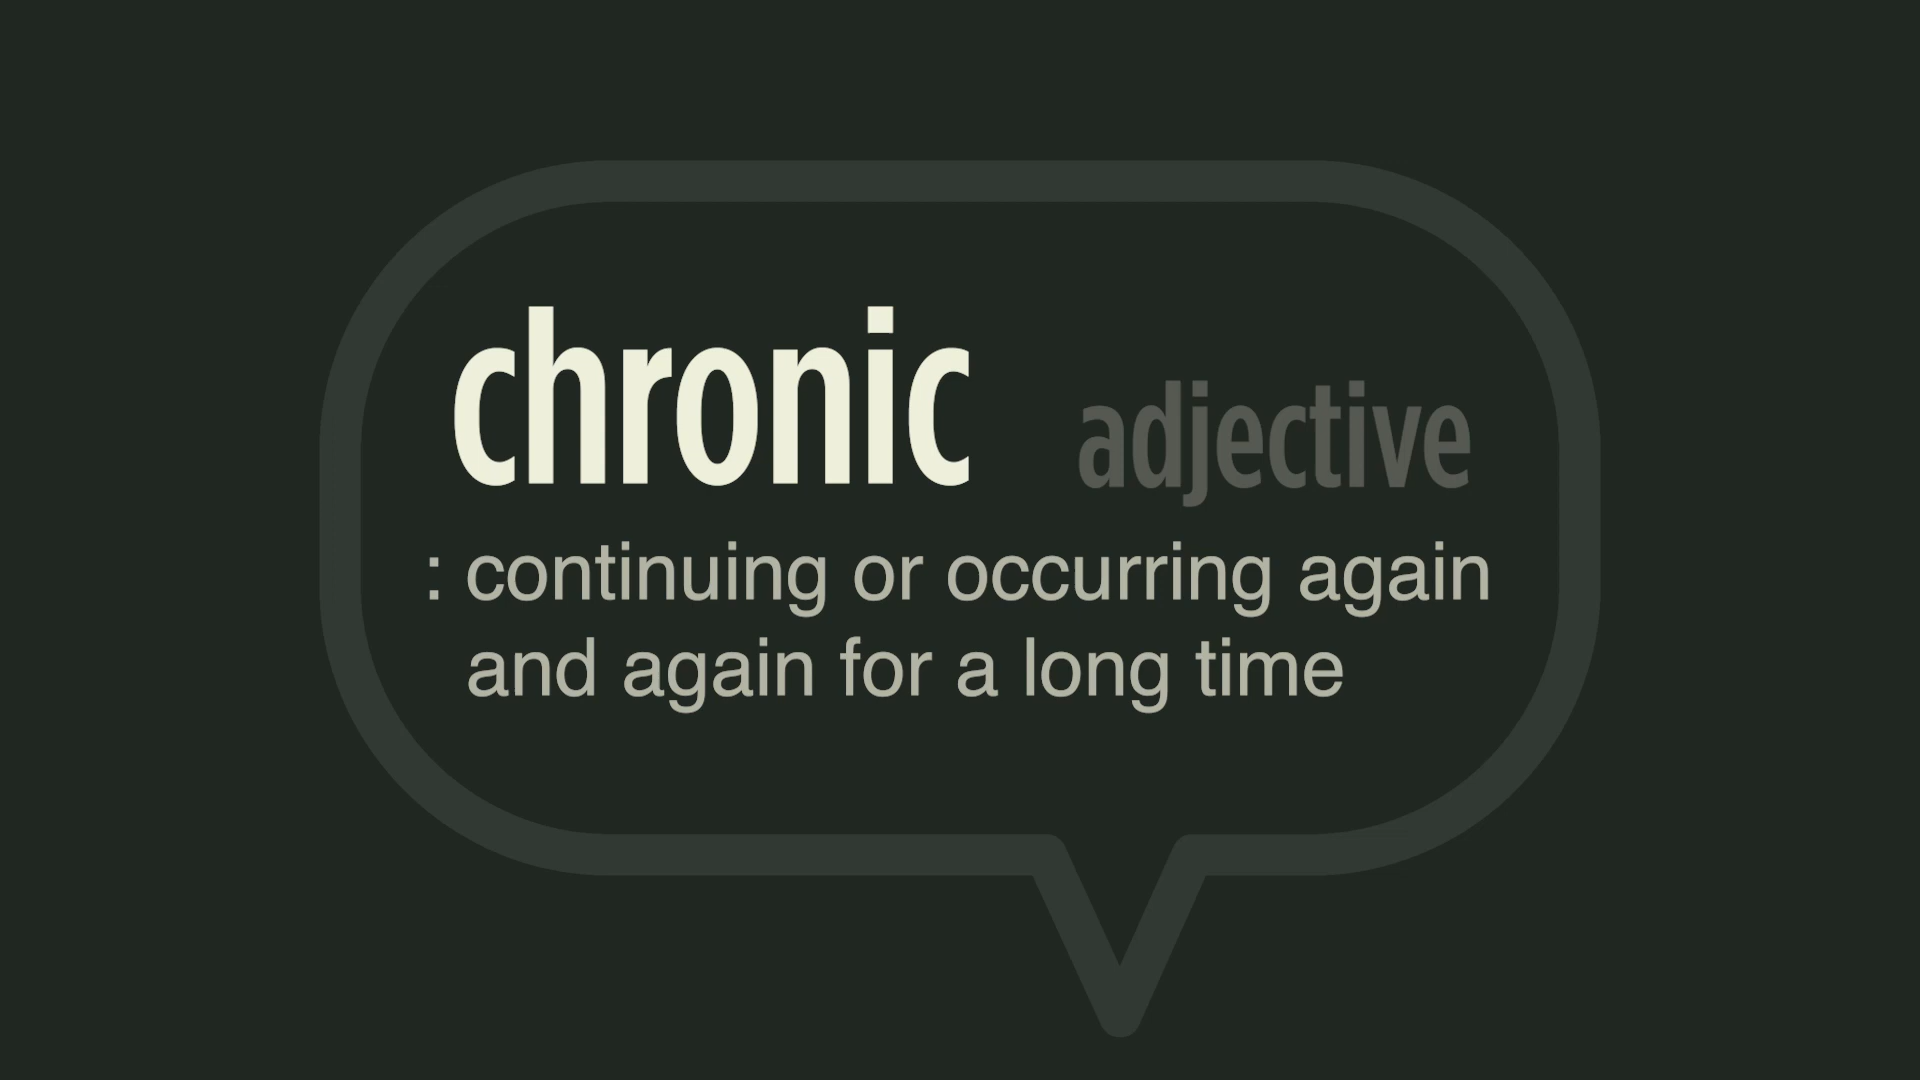 chronic adjective
: continuing or occurring again
and again for a long time